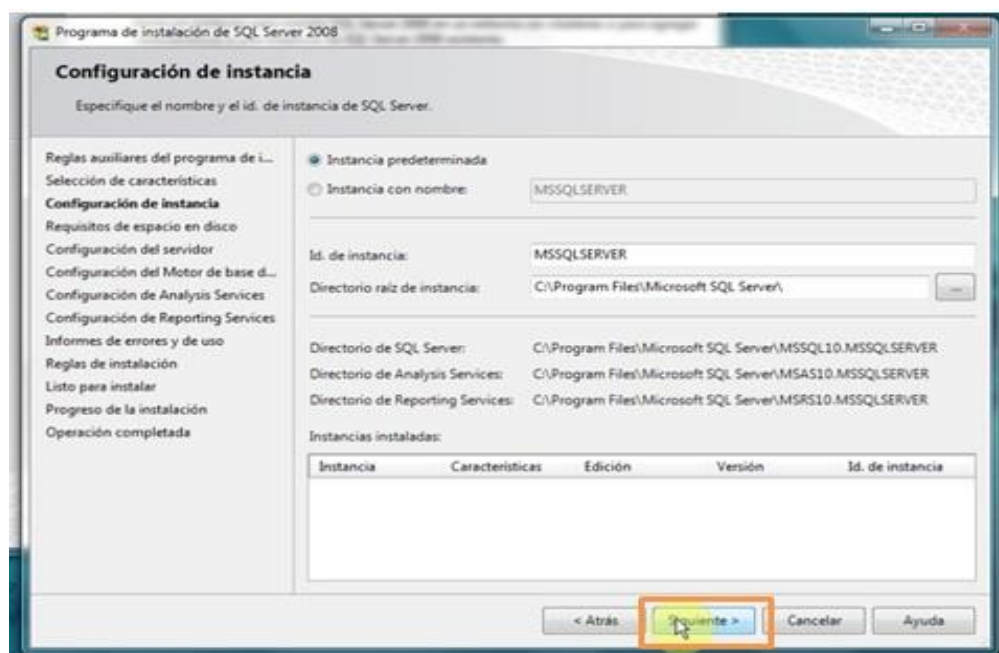 Programa de instalación de SQL Server 2008
Configuración de instancia
Especifique el nombre y el id. de instancia de SQL Server.
Reglas auxiliares del programa de i...
Selección de características
Configuración de instancia
Requisitos de espacio en disco
Configuración del servidor
Configuración del Motor de base d...
Configuración de Analysis Services
Configuración de Reporting Services
Informes de errores y de uso
Reglas de instalación
Listo para instalar
Progreso de la instalación
Operación completada
Instancia predeterminada
Instancia con nombre: MSSQLSERVER
Id. de instancia: MSSQLSERVER
Directorio raíz de instancia: C:\Program Files\Microsoft SQL Server\ ...
Directorio de SQL Server: C:\Program Files\Microsoft SQL Server\MSSQL10.MSSQLSERVER
Directorio de Analysis Services: C:\Program Files\Microsoft SQL Server\MSAS10.MSSQLSERVER
Directorio de Reporting Services: C:\Program Files\Microsoft SQL Server\MSRS10.MSSQLSERVER
Instancias instaladas:
Instancia Características Edición Versión Id. de instancia
< Atrás Siguiente > Cancelar Ayuda